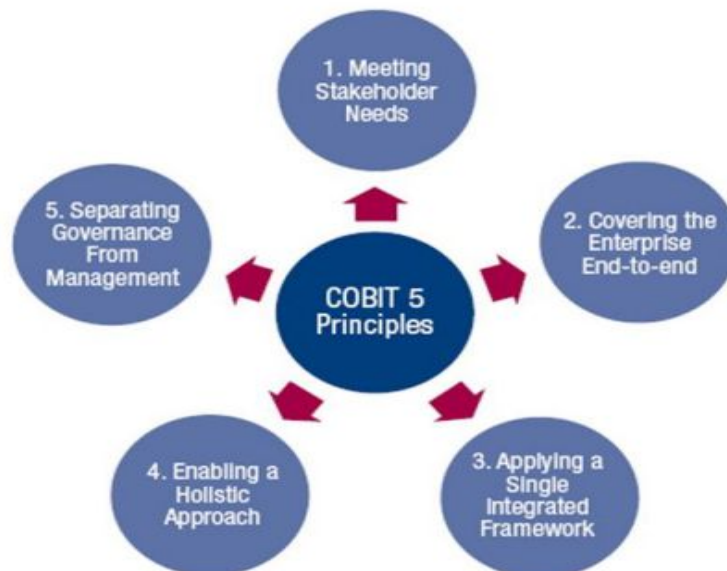 1. Meeting
Stakeholder
Needs
5. Separating
Governance
From
Management
2. Covering the
Enterprise
End-to-end
COBIT 5
Principles
4. Enabling a
Holistic
Approach
3. Applying a
Single
Integrated
Framework